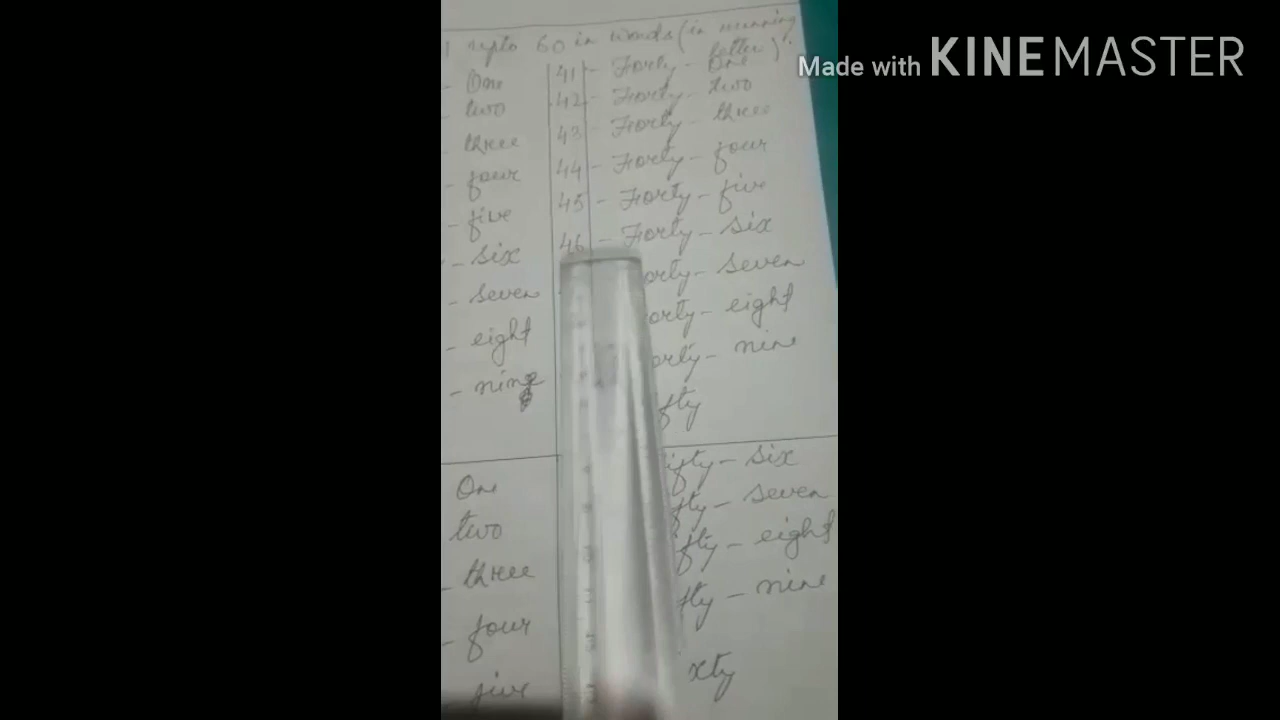 upto 60 in words (in running
letter)
- One 41 - Forty - One
- two 42 - Forty - two
three 43 - Forty - three
- four 44 - Forty - four
- five 45 - Forty - five
- six 46 - Forty - six
- seven orty - seven
- eight orty - eight
- nine orty - nine
fty
One ifty - six
two fty - seven
- three fty - eight
- four fty - nine
- five xty
Made with KINEMASTER